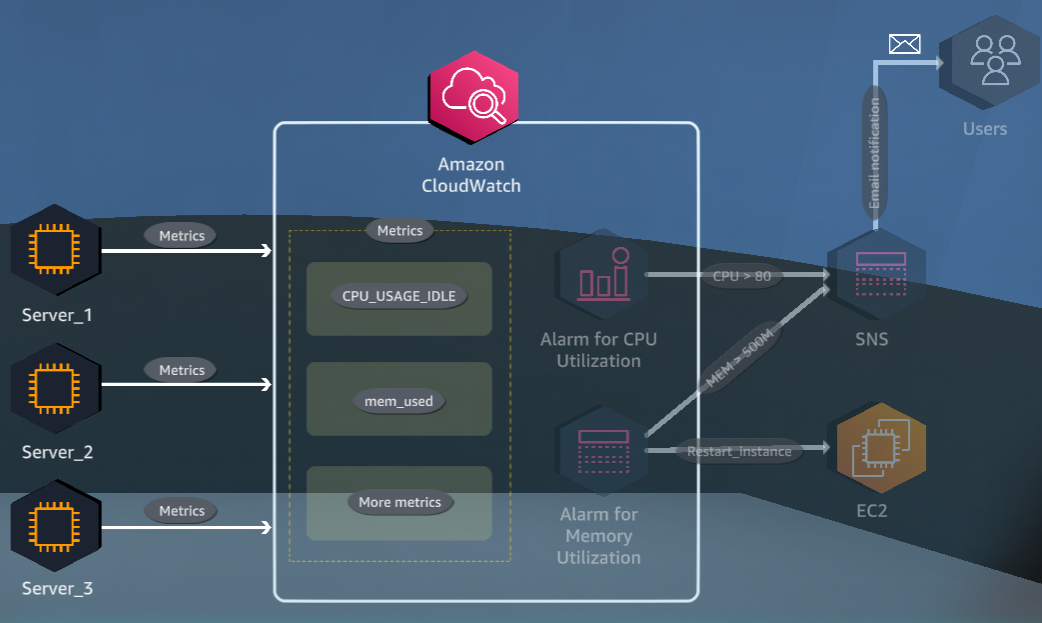 Users
Email notification
Amazon
CloudWatch
Metrics
Metrics
Server_1
CPU_USAGE_IDLE
CPU > 80
Alarm for CPU
Utilization
SNS
MEM > 500M
Metrics
Server_2
mem_used
Restart_instance
EC2
Metrics
Server_3
More metrics
Alarm for
Memory
Utilization